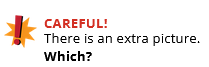 CAREFUL!
There is an extra picture.
Which?